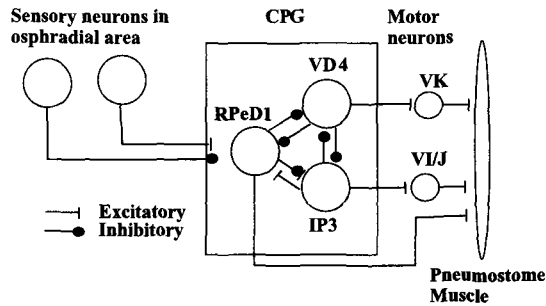 Sensory neurons in
osphradial area
CPG
Motor
neurons
VD4
VK
RPeD1
VI/J
IP3
Excitatory
Inhibitory
Pneumostome
Muscle